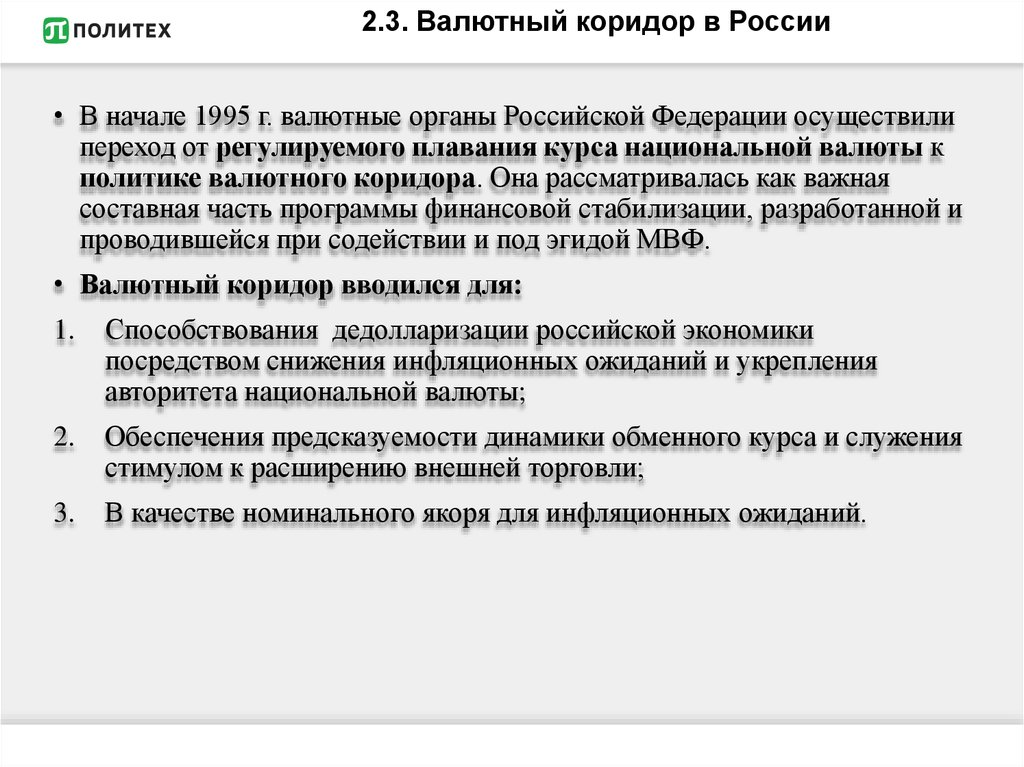 ПОЛИТЕХ
2.3. Валютный коридор в России
• В начале 1995 г. валютные органы Российской Федерации осуществили
переход от регулируемого плавания курса национальной валюты к
политике валютного коридора. Она рассматривалась как важная
составная часть программы финансовой стабилизации, разработанной и
проводившейся при содействии и под эгидой МВФ.
• Валютный коридор вводился для:
1. Способствования дедолларизации российской экономики
посредством снижения инфляционных ожиданий и укрепления
авторитета национальной валюты;
2. Обеспечения предсказуемости динамики обменного курса и служения
стимулом к расширению внешней торговли;
3. В качестве номинального якоря для инфляционных ожиданий.